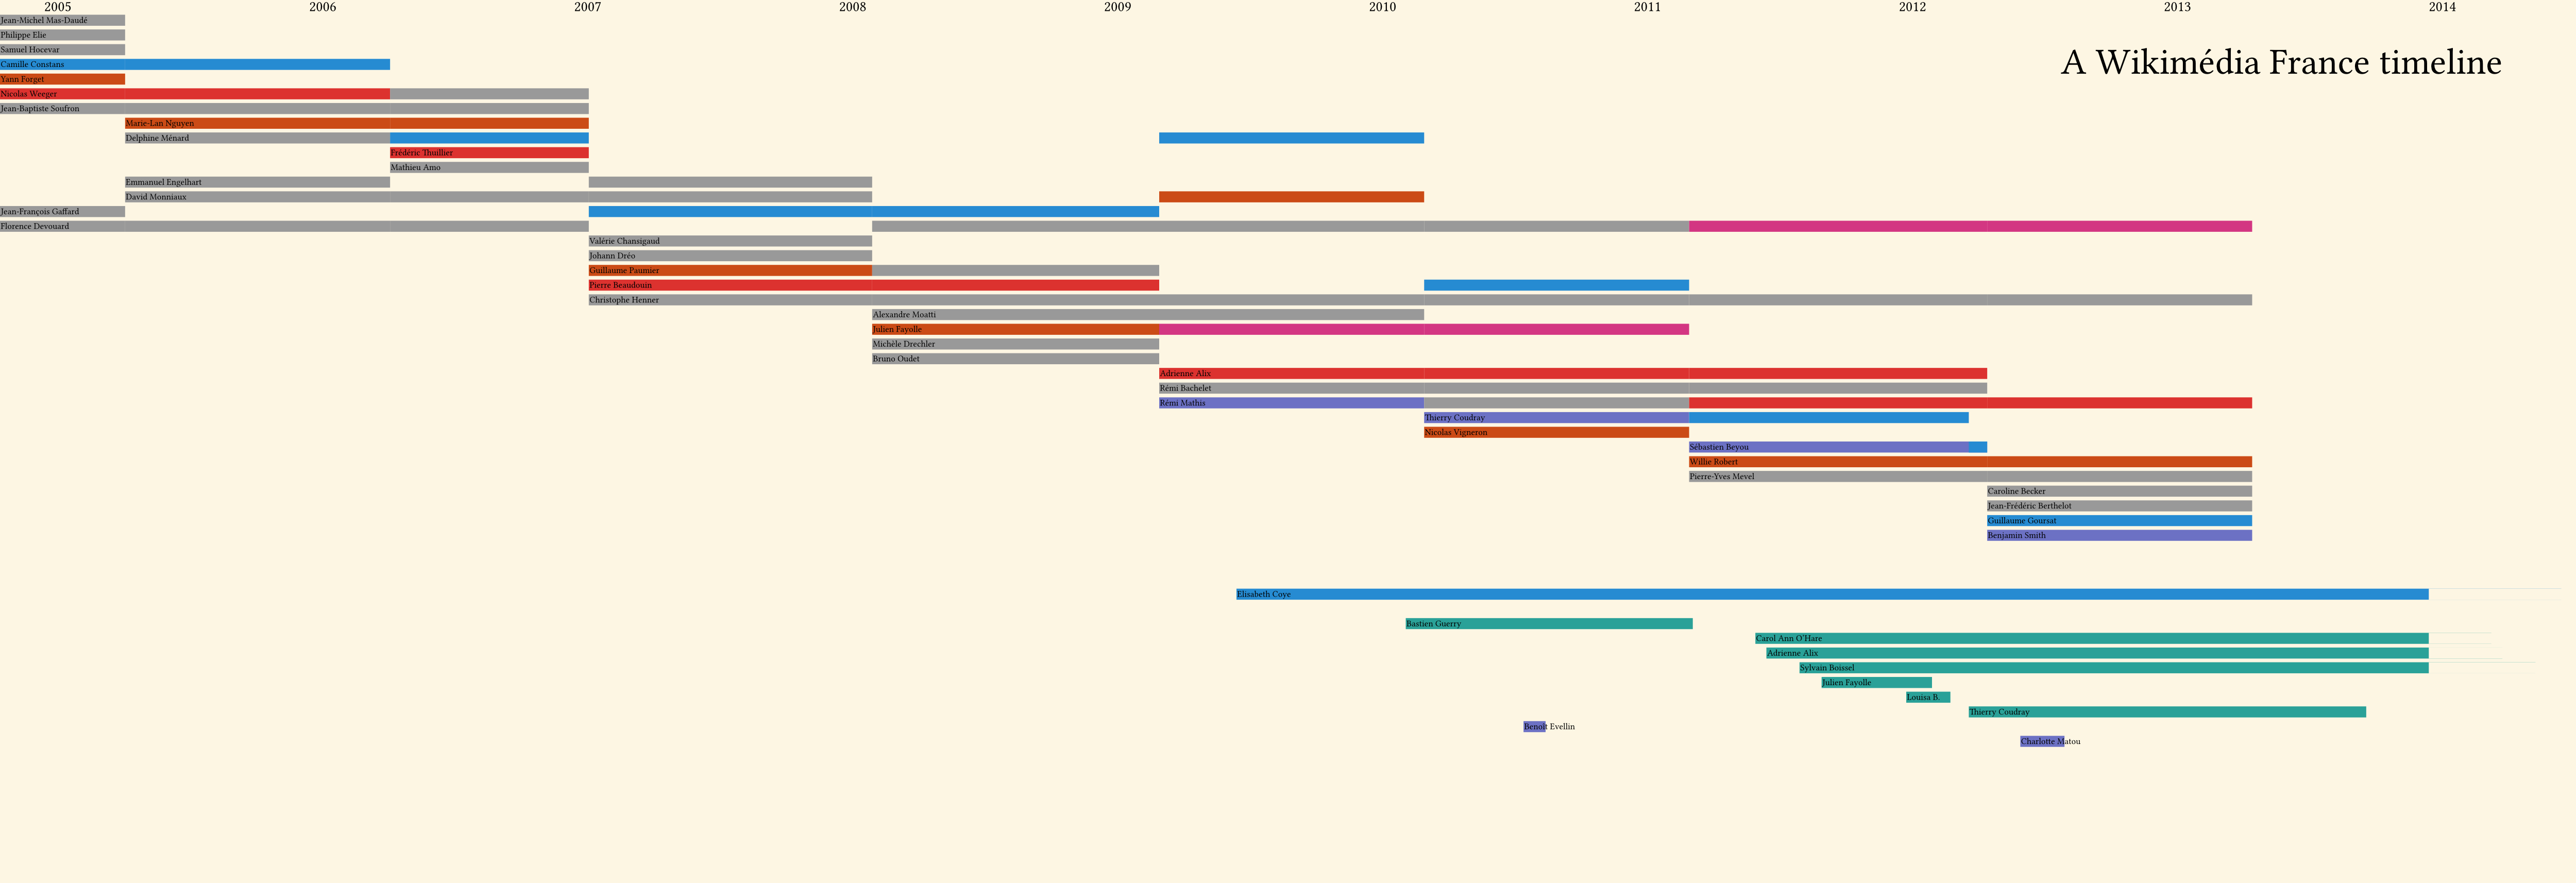 2005 2006 2007 2008 2009 2010 2011 2012 2013 2014
Jean-Michel Mas-Daudé
Philippe Elie
Samuel Hocevar
A Wikimédia France timeline
Camille Constans
Yann Forget
Nicolas Weeger
Jean-Baptiste Soufron
Marie-Lan Nguyen
Delphine Ménard
Frédéric Thuillier
Mathieu Amo
Emmanuel Engelhart
David Monniaux
Jean-François Gaffard
Florence Devouard
Valérie Chansigaud
Johann Dréo
Guillaume Paumier
Pierre Beaudouin
Christophe Henner
Alexandre Moatti
Julien Fayolle
Michèle Drechler
Bruno Oudet
Adrienne Alix
Rémi Bachelet
Rémi Mathis
Thierry Coudray
Nicolas Vigneron
Sébastien Beyou
Willie Robert
Pierre-Yves Mevel
Caroline Becker
Jean-Frédéric Berthelot
Guillaume Goursat
Benjamin Smith
Elisabeth Coye
Bastien Guerry
Carol Ann O'Hare
Adrienne Alix
Sylvain Boissel
Julien Fayolle
Louisa B.
Thierry Coudray
Benoit Evellin
Charlotte Matou